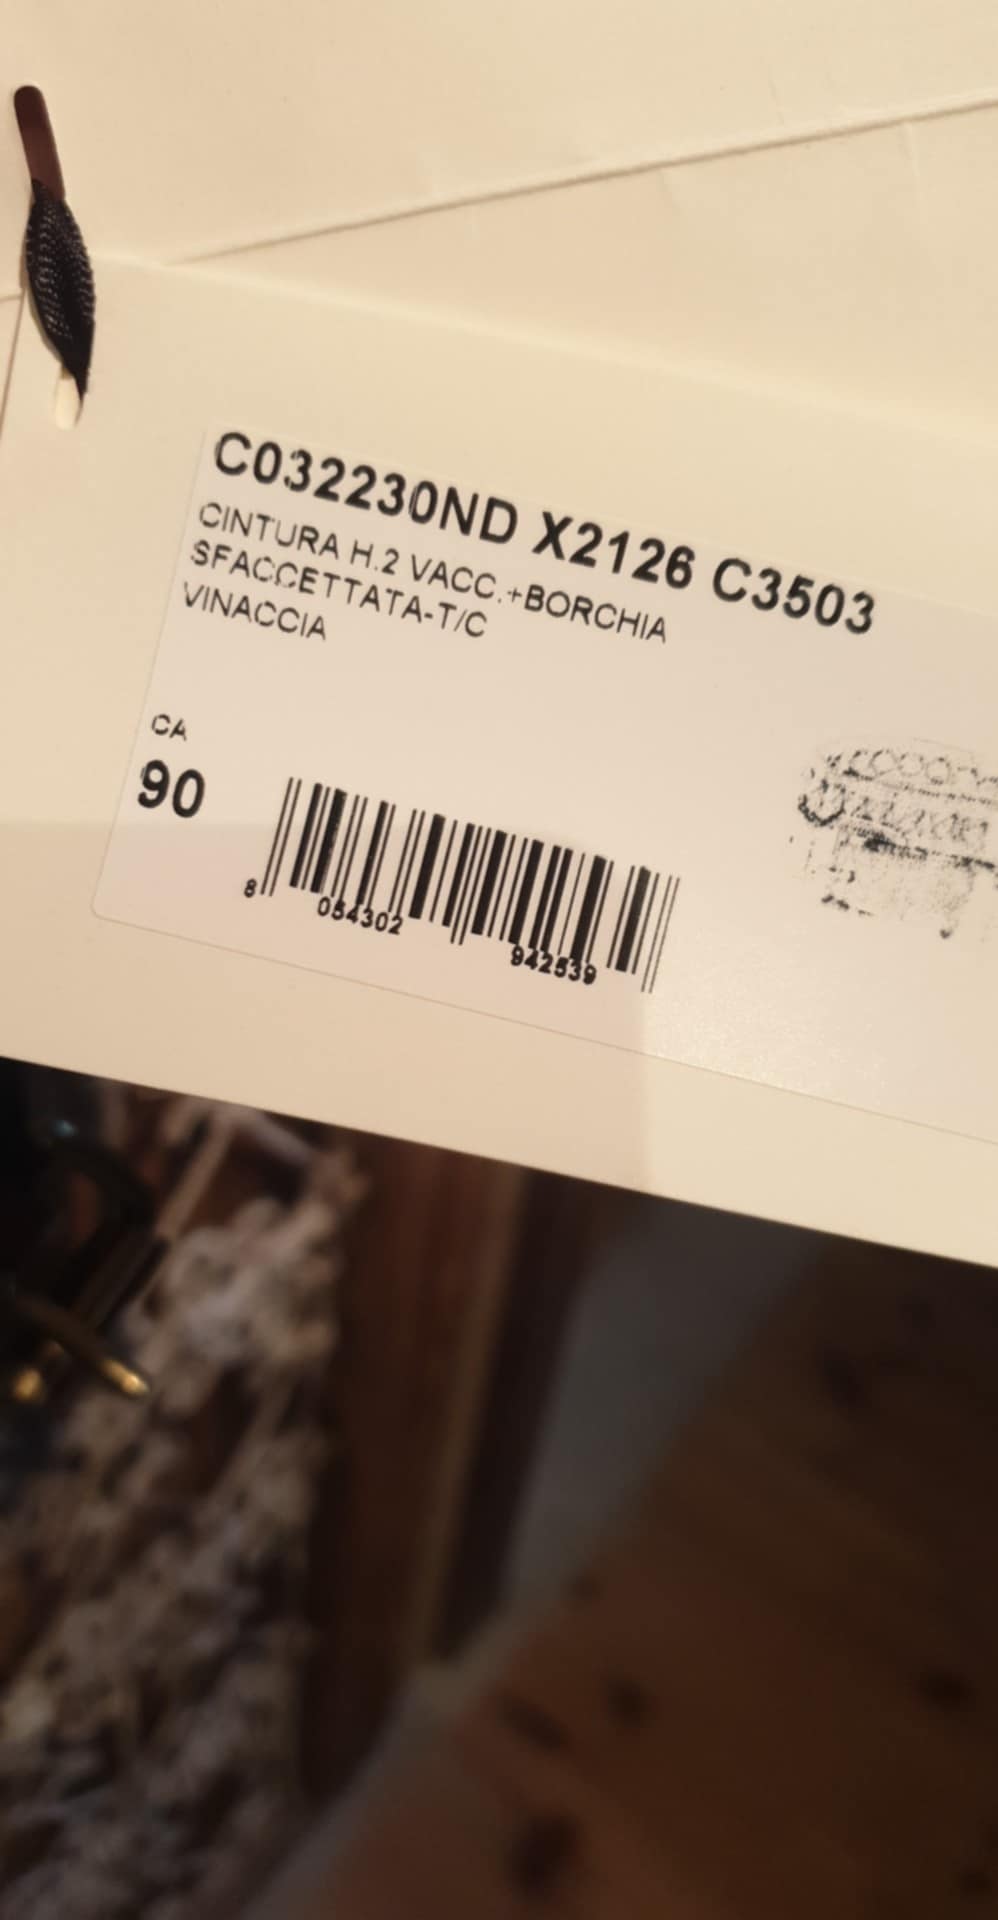 C032230ND X2126 C3503
CINTURA H.2 VACC.+BORCHIA
SFACCETTATA-T/C
VINACCIA
CA
90
8 054302 942539